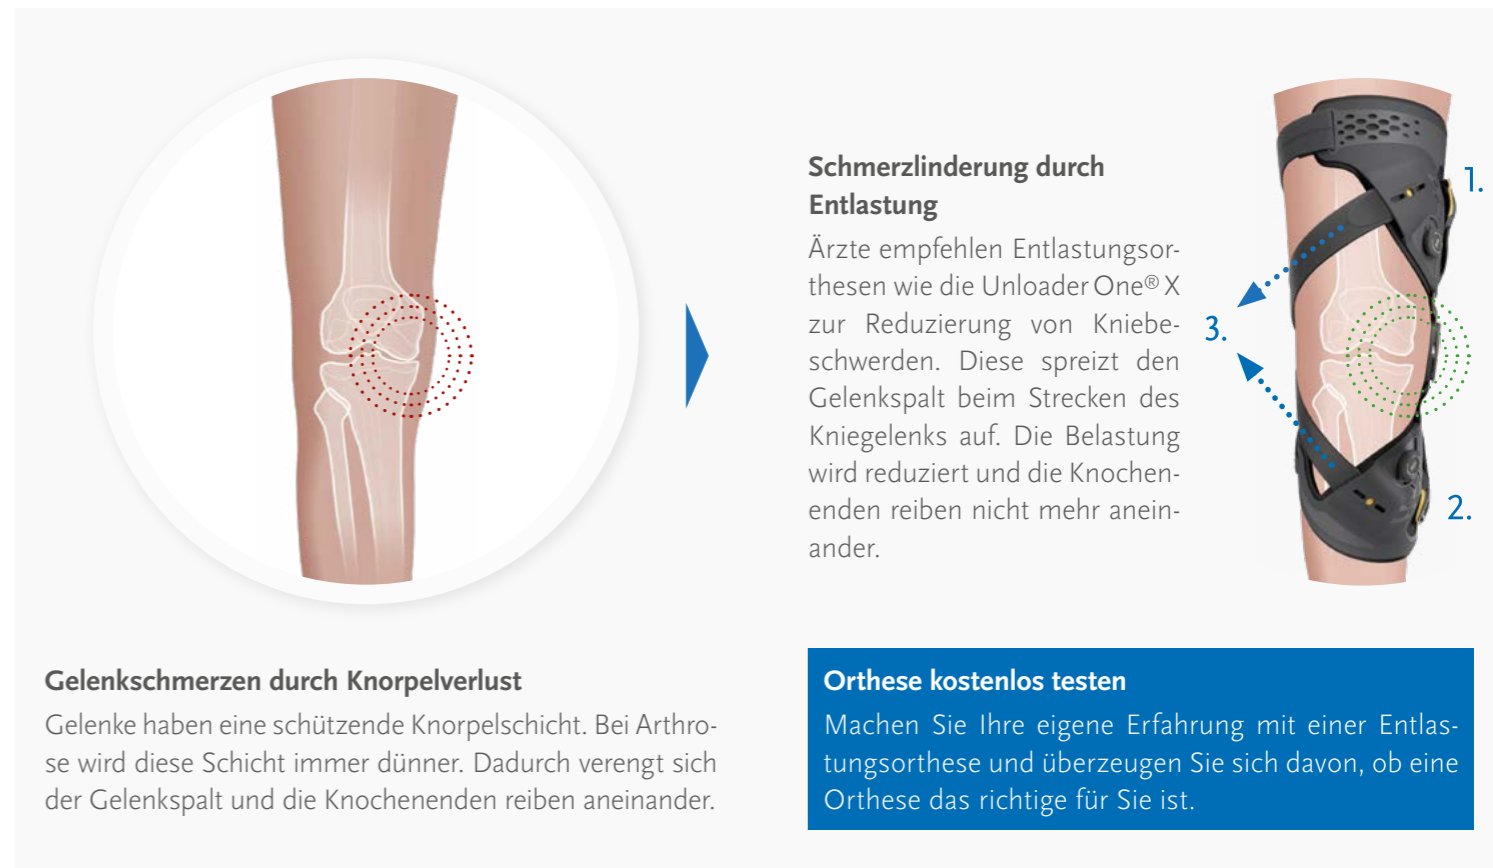 Schmerzlinderung durch
Entlastung
Ärzte empfehlen Entlastungsor-
thesen wie die Unloader One® X
zur Reduzierung von Kniebe-
schwerden. Diese spreizt den
Gelenkspalt beim Strecken des
Kniegelenks auf. Die Belastung
wird reduziert und die Knochen-
enden reiben nicht mehr anein-
ander.
1.
3.
2.
Gelenkschmerzen durch Knorpelverlust
Gelenke haben eine schützende Knorpelschicht. Bei Arthro-
se wird diese Schicht immer dünner. Dadurch verengt sich
der Gelenkspalt und die Knochenenden reiben aneinander.
Orthese kostenlos testen
Machen Sie Ihre eigene Erfahrung mit einer Entlas-
tungsorthese und überzeugen Sie sich davon, ob eine
Orthese das richtige für Sie ist.